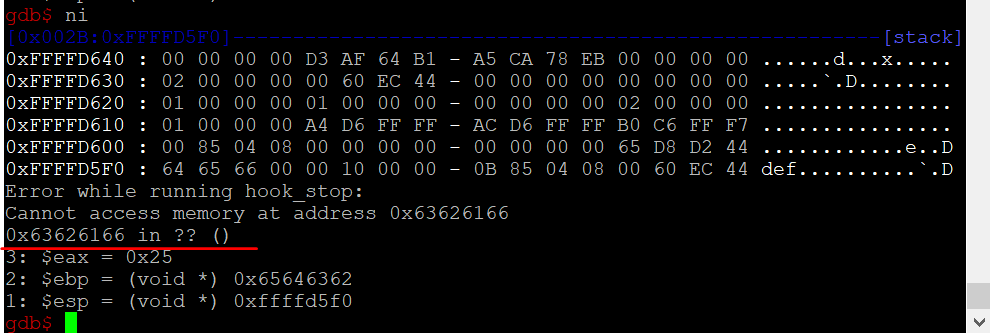 gdb$ ni
[0x002B:0xFFFFD5F0]------------------------------------------------------[stack]
0xFFFFD640 : 00 00 00 00 D3 AF 64 B1 - A5 CA 78 EB 00 00 00 00 ......d...x.....
0xFFFFD630 : 02 00 00 00 00 60 EC 44 - 00 00 00 00 00 00 00 00 .....`.D........
0xFFFFD620 : 01 00 00 00 01 00 00 00 - 00 00 00 00 02 00 00 00 ................
0xFFFFD610 : 01 00 00 00 A4 D6 FF FF - AC D6 FF FF B0 C6 FF F7 ................
0xFFFFD600 : 00 85 04 08 00 00 00 00 - 00 00 00 00 65 D8 D2 44 ............e..D
0xFFFFD5F0 : 64 65 66 00 00 10 00 00 - 0B 85 04 08 00 60 EC 44 def..........`.D
Error while running hook_stop:
Cannot access memory at address 0x63626166
0x63626166 in ?? ()
3: $eax = 0x25
2: $ebp = (void *) 0x65646362
1: $esp = (void *) 0xffffd5f0
gdb$